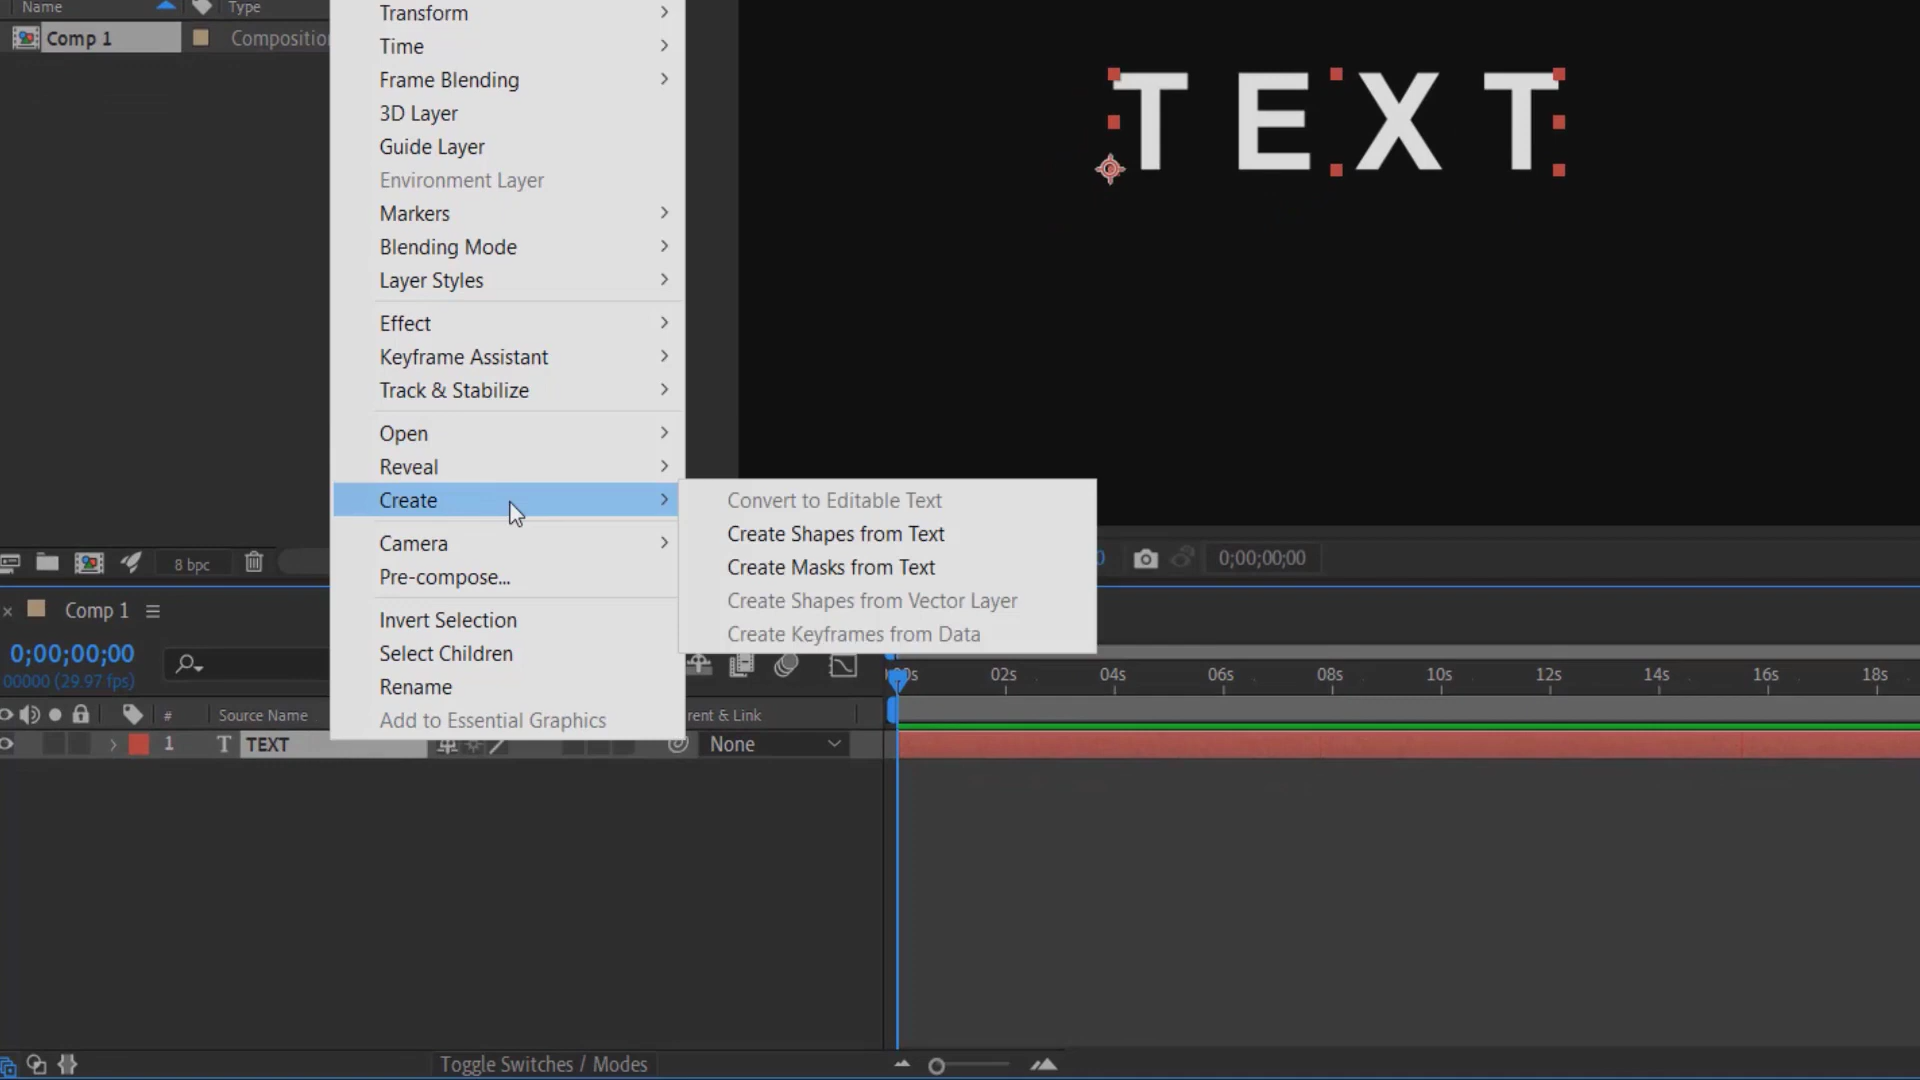 Name Type
Comp 1 Composition
Transform
Time
Frame Blending
3D Layer
Guide Layer
Environment Layer
Markers
Blending Mode
Layer Styles
Effect
Keyframe Assistant
Track & Stabilize
Open
Reveal
Create
Camera
Pre-compose...
Invert Selection
Select Children
Rename
Add to Essential Graphics
Convert to Editable Text
Create Shapes from Text
Create Masks from Text
Create Shapes from Vector Layer
Create Keyframes from Data
TEXT
8 bpc
0;00;00;00
Comp 1
0;00;00;00
00000 (29.97 fps)
02s 04s 06s 08s 10s 12s 14s 16s 18s
# Source Name rent & Link
1 T TEXT None
Toggle Switches / Modes